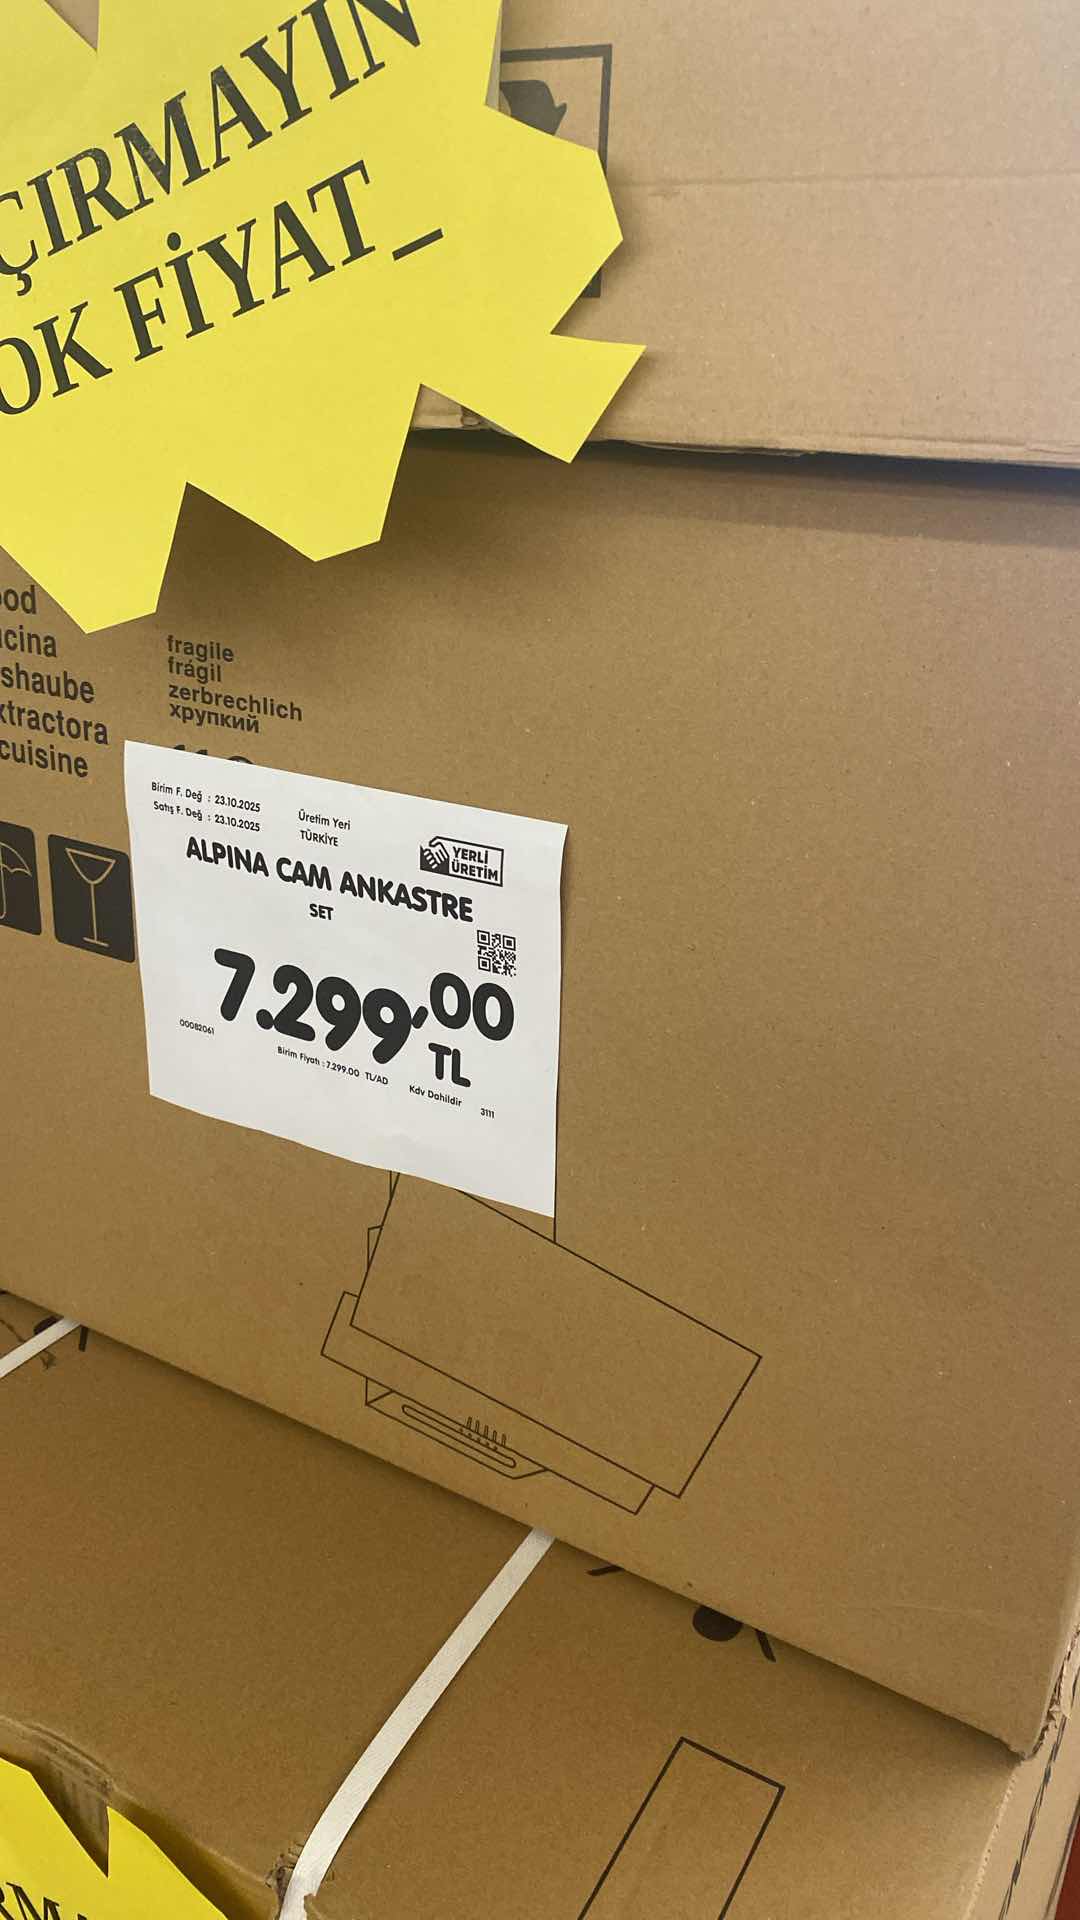 ÇIRMAYIN
OK FİYAT_
ood
cina
shaube
xtractora
cuisine
fragile
frágil
zerbrechlich
хрупкий
Birim F. Değ : 23.10.2025
Satış F. Değ : 23.10.2025
Üretim Yeri
TÜRKİYE
YERLİ
ÜRETİM
ALPINA CAM ANKASTRE
SET
7.299,00
TL
00082061
Birim Fiyatı : 7.299.00 TL/AD
Kdv Dahildir
3111